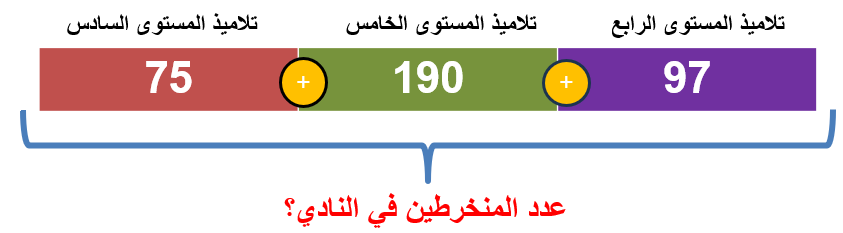 تلاميذ المستوى الرابع تلاميذ المستوى الخامس تلاميذ المستوى السادس
97 + 190 + 75
عدد المنخرطين في النادي؟